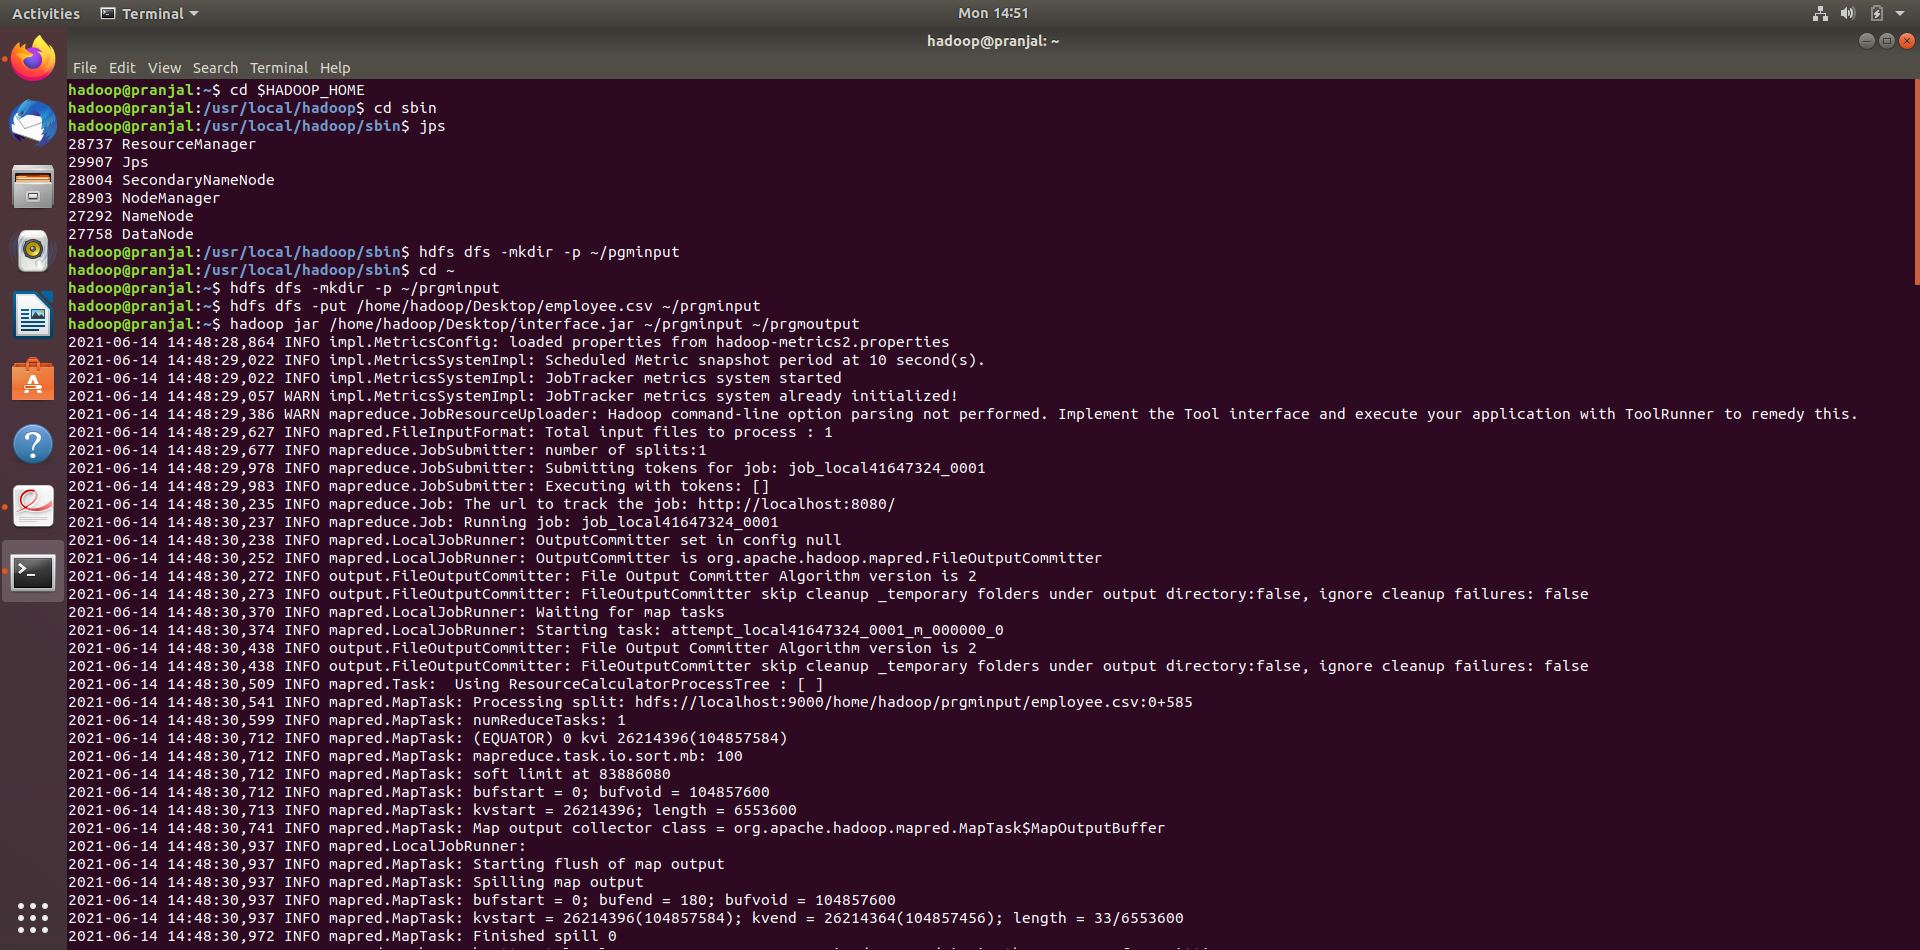 Activities Terminal Mon 14:51
hadoop@pranjal: ~
File Edit View Search Terminal Help
hadoop@pranjal:~$ cd $HADOOP_HOME
hadoop@pranjal:/usr/local/hadoop$ cd sbin
hadoop@pranjal:/usr/local/hadoop/sbin$ jps
28737 ResourceManager
29907 Jps
28004 SecondaryNameNode
28903 NodeManager
27292 NameNode
27758 DataNode
hadoop@pranjal:/usr/local/hadoop/sbin$ hdfs dfs -mkdir -p ~/pgminput
hadoop@pranjal:/usr/local/hadoop/sbin$ cd ~
hadoop@pranjal:~$ hdfs dfs -mkdir -p ~/prgminput
hadoop@pranjal:~$ hdfs dfs -put /home/hadoop/Desktop/employee.csv ~/prgminput
hadoop@pranjal:~$ hadoop jar /home/hadoop/Desktop/interface.jar ~/prgminput ~/prgmoutput
2021-06-14 14:48:28,864 INFO impl.MetricsConfig: loaded properties from hadoop-metrics2.properties
2021-06-14 14:48:29,022 INFO impl.MetricsSystemImpl: Scheduled Metric snapshot period at 10 second(s).
2021-06-14 14:48:29,022 INFO impl.MetricsSystemImpl: JobTracker metrics system started
2021-06-14 14:48:29,057 WARN impl.MetricsSystemImpl: JobTracker metrics system already initialized!
2021-06-14 14:48:29,386 WARN mapreduce.JobResourceUploader: Hadoop command-line option parsing not performed. Implement the Tool interface and execute your application with ToolRunner to remedy this.
2021-06-14 14:48:29,627 INFO mapred.FileInputFormat: Total input files to process : 1
2021-06-14 14:48:29,677 INFO mapreduce.JobSubmitter: number of splits:1
2021-06-14 14:48:29,978 INFO mapreduce.JobSubmitter: Submitting tokens for job: job_local41647324_0001
2021-06-14 14:48:29,983 INFO mapreduce.JobSubmitter: Executing with tokens: []
2021-06-14 14:48:30,235 INFO mapreduce.Job: The url to track the job: http://localhost:8080/
2021-06-14 14:48:30,237 INFO mapreduce.Job: Running job: job_local41647324_0001
2021-06-14 14:48:30,238 INFO mapred.LocalJobRunner: OutputCommitter set in config null
2021-06-14 14:48:30,252 INFO mapred.LocalJobRunner: OutputCommitter is org.apache.hadoop.mapred.FileOutputCommitter
2021-06-14 14:48:30,272 INFO output.FileOutputCommitter: File Output Committer Algorithm version is 2
2021-06-14 14:48:30,273 INFO output.FileOutputCommitter: FileOutputCommitter skip cleanup _temporary folders under output directory:false, ignore cleanup failures: false
2021-06-14 14:48:30,370 INFO mapred.LocalJobRunner: Waiting for map tasks
2021-06-14 14:48:30,374 INFO mapred.LocalJobRunner: Starting task: attempt_local41647324_0001_m_000000_0
2021-06-14 14:48:30,438 INFO output.FileOutputCommitter: File Output Committer Algorithm version is 2
2021-06-14 14:48:30,438 INFO output.FileOutputCommitter: FileOutputCommitter skip cleanup _temporary folders under output directory:false, ignore cleanup failures: false
2021-06-14 14:48:30,509 INFO mapred.Task:  Using ResourceCalculatorProcessTree : [ ]
2021-06-14 14:48:30,541 INFO mapred.MapTask: Processing split: hdfs://localhost:9000/home/hadoop/prgminput/employee.csv:0+585
2021-06-14 14:48:30,599 INFO mapred.MapTask: numReduceTasks: 1
2021-06-14 14:48:30,712 INFO mapred.MapTask: (EQUATOR) 0 kvi 26214396(104857584)
2021-06-14 14:48:30,712 INFO mapred.MapTask: mapreduce.task.io.sort.mb: 100
2021-06-14 14:48:30,712 INFO mapred.MapTask: soft limit at 83886080
2021-06-14 14:48:30,712 INFO mapred.MapTask: bufstart = 0; bufvoid = 104857600
2021-06-14 14:48:30,713 INFO mapred.MapTask: kvstart = 26214396; length = 6553600
2021-06-14 14:48:30,741 INFO mapred.MapTask: Map output collector class = org.apache.hadoop.mapred.MapTask$MapOutputBuffer
2021-06-14 14:48:30,937 INFO mapred.LocalJobRunner:
2021-06-14 14:48:30,937 INFO mapred.MapTask: Starting flush of map output
2021-06-14 14:48:30,937 INFO mapred.MapTask: Spilling map output
2021-06-14 14:48:30,937 INFO mapred.MapTask: bufstart = 0; bufend = 180; bufvoid = 104857600
2021-06-14 14:48:30,937 INFO mapred.MapTask: kvstart = 26214396(104857584); kvend = 26214364(104857456); length = 33/6553600
2021-06-14 14:48:30,972 INFO mapred.MapTask: Finished spill 0